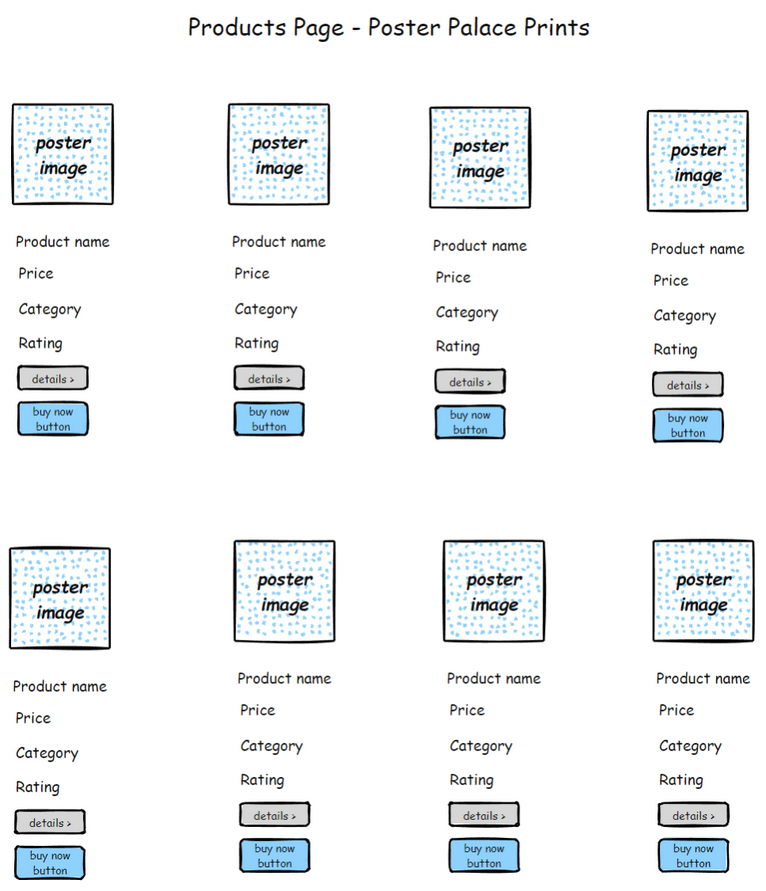 Products Page - Poster Palace Prints
poster
image
Product name
Price
Category
Rating
details >
buy now
button
poster
image
Product name
Price
Category
Rating
details >
buy now
button
poster
image
Product name
Price
Category
Rating
details >
buy now
button
poster
image
Product name
Price
Category
Rating
details >
buy now
button
poster
image
Product name
Price
Category
Rating
details >
buy now
button
poster
image
Product name
Price
Category
Rating
details >
buy now
button
poster
image
Product name
Price
Category
Rating
details >
buy now
button
poster
image
Product name
Price
Category
Rating
details >
buy now
button